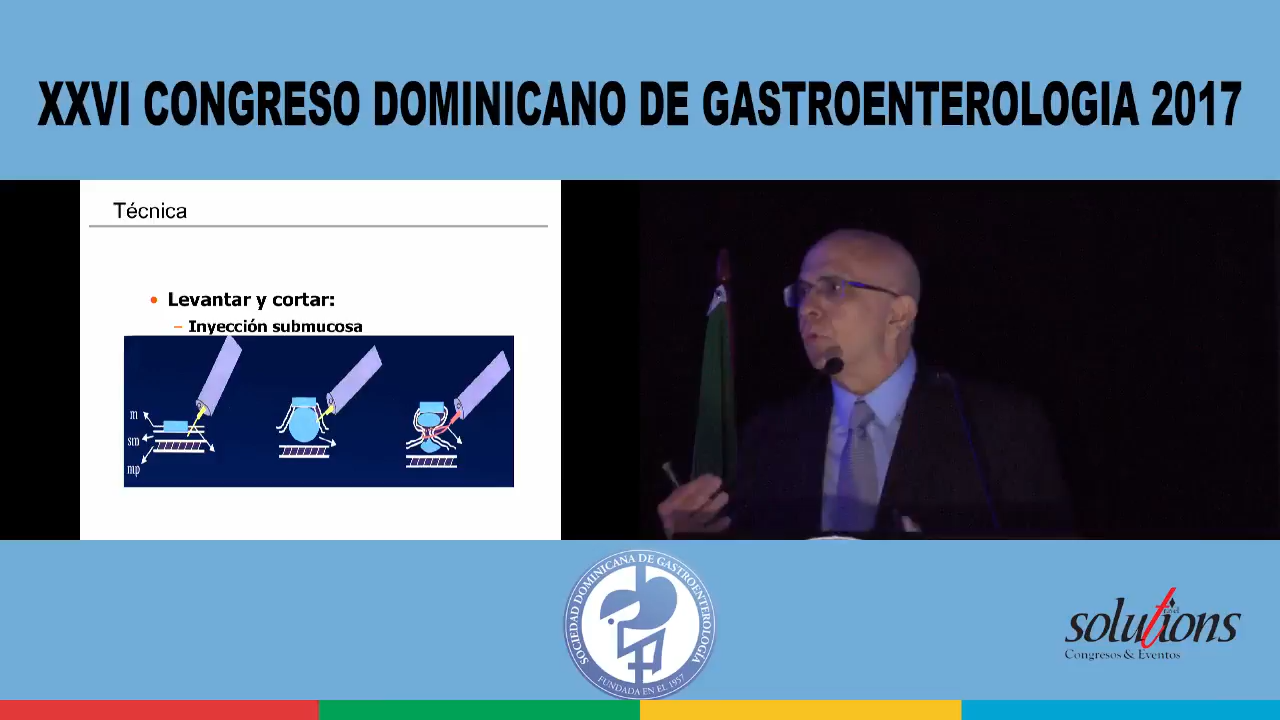 XXVI CONGRESO DOMINICANO DE GASTROENTEROLOGIA 2017
Técnica
• Levantar y cortar:
– Inyección submucosa
m
sm
mp
SOCIEDAD DOMINICANA DE GASTROENTEROLOGÍA
FUNDADA EN EL 1957
solutions
Congresos & Eventos